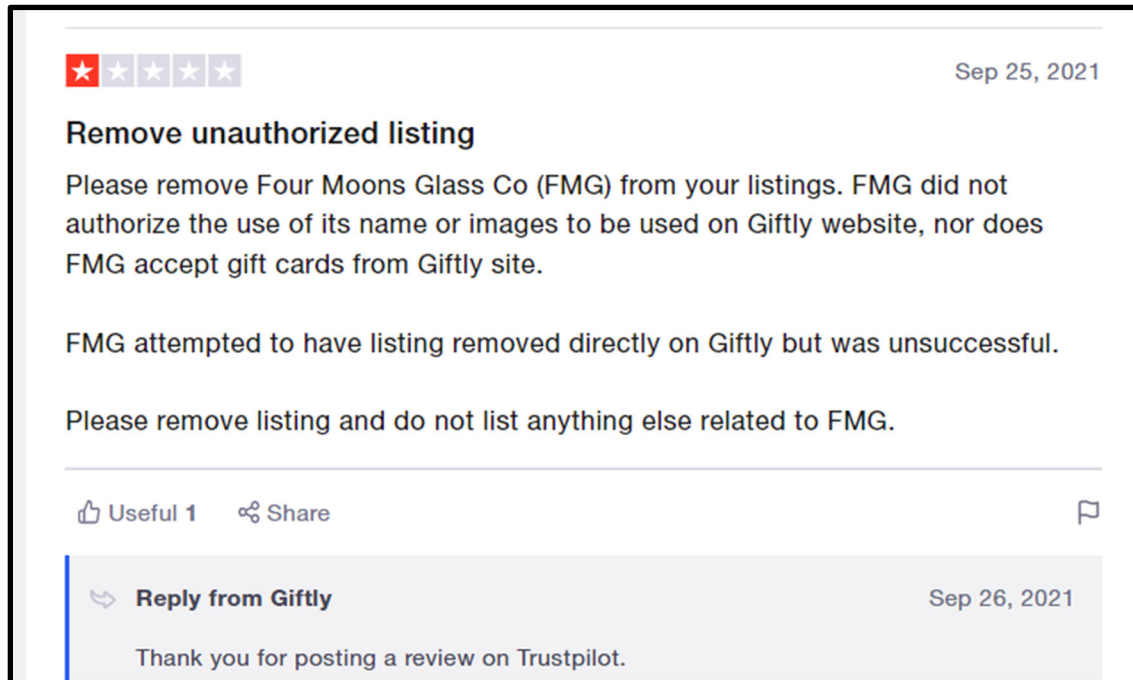 Sep 25, 2021
Remove unauthorized listing
Please remove Four Moons Glass Co (FMG) from your listings. FMG did not
authorize the use of its name or images to be used on Giftly website, nor does
FMG accept gift cards from Giftly site.
FMG attempted to have listing removed directly on Giftly but was unsuccessful.
Please remove listing and do not list anything else related to FMG.
Useful 1 Share
Reply from Giftly Sep 26, 2021
Thank you for posting a review on Trustpilot.